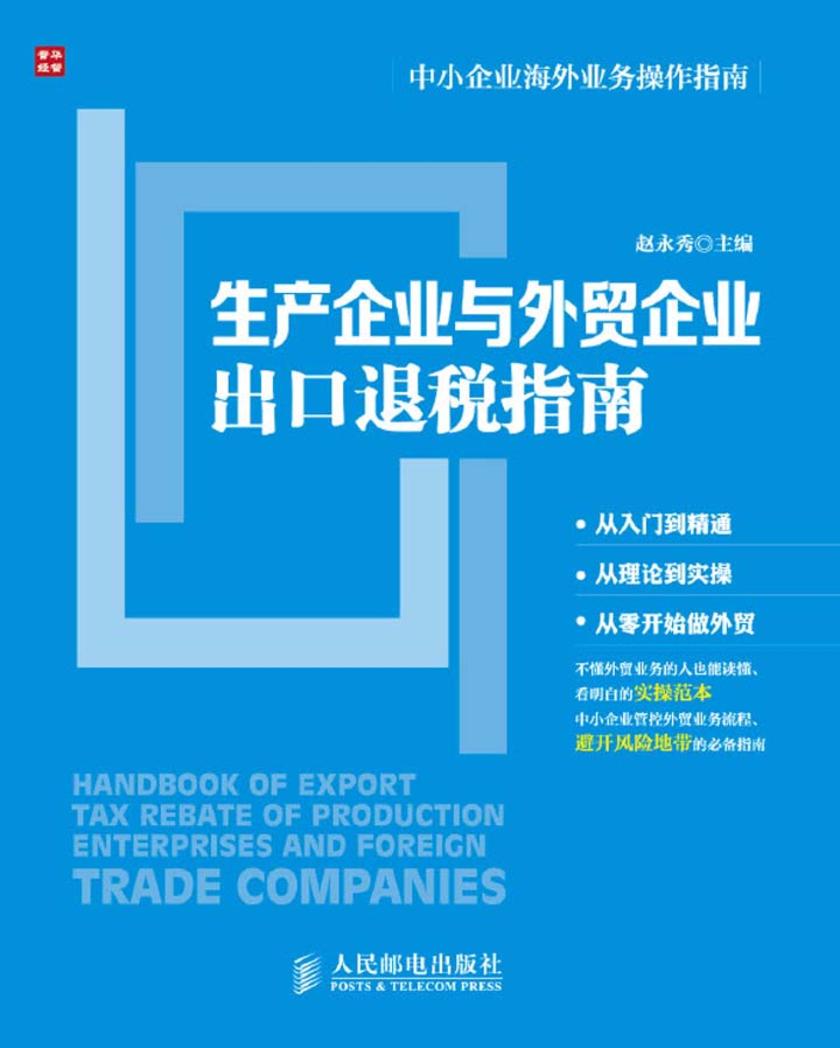 普华
经管
中小企业海外业务操作指南
赵永秀◎主编
生产企业与外贸企业
出口退税指南
• 从入门到精通
• 从理论到实操
• 从零开始做外贸
不懂外贸业务的人也能读懂、
看明白的实操范本
中小企业管控外贸业务流程、
避开风险地带的必备指南
HANDBOOK OF EXPORT
TAX REBATE OF PRODUCTION
ENTERPRISES AND FOREIGN
TRADE COMPANIES
人民邮电出版社
POSTS & TELECOM PRESS